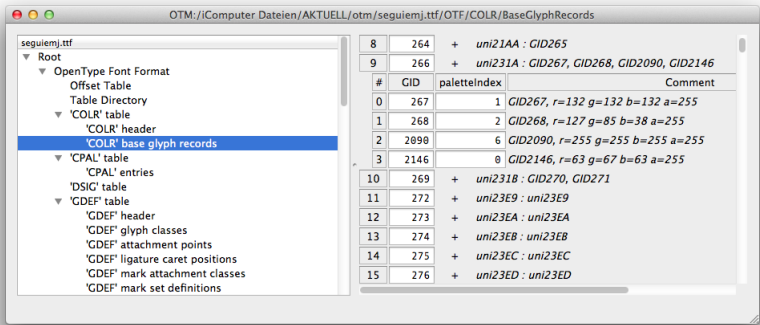 OTM:/iComputer Dateien/AKTUELL/otm/seguiemj.ttf/OTF/COLR/BaseGlyphRecords
seguiemj.ttf
Root
OpenType Font Format
Offset Table
Table Directory
'COLR' table
'COLR' header
'COLR' base glyph records
'CPAL' table
'CPAL' entries
'DSIG' table
'GDEF' table
'GDEF' header
'GDEF' glyph classes
'GDEF' attachment points
'GDEF' ligature caret positions
'GDEF' mark attachment classes
'GDEF' mark set definitions
8 264 + uni21AA : GID265
9 266 + uni231A : GID267, GID268, GID2090, GID2146
# GID paletteIndex Comment
0 267 1 GID267, r=132 g=132 b=132 a=255
1 268 2 GID268, r=127 g=85 b=38 a=255
2 2090 6 GID2090, r=255 g=255 b=255 a=255
3 2146 0 GID2146, r=63 g=67 b=63 a=255
10 269 + uni231B : GID270, GID271
11 272 + uni23E9 : uni23E9
12 273 + uni23EA : uni23EA
13 274 + uni23EB : uni23EB
14 275 + uni23EC : uni23EC
15 276 + uni23ED : uni23ED